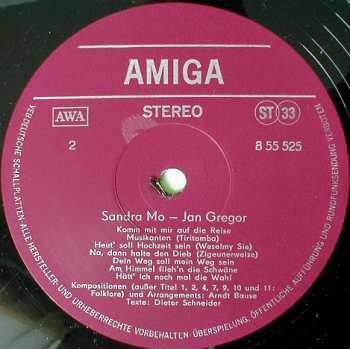 AMIGA
AWA
STEREO
ST 33
2
8 55 525
Sandra Mo – Jan Gregor
Komm mit mir auf die Reise
Musikanten (Tiritomba)
Heut' soll Hochzeit sein (Weselmy Sie)
Na, dann halte den Dieb (Zigeunerweise)
Dein Weg soll mein Weg sein
Am Himmel flieh'n die Schwäne
Hätt' ich noch mal die Wahl
Kompositionen (außer Titel 1, 2, 4, 7, 9, 10 und 11:
Folklore) und Arrangements: Arndt Bause
Texte: Dieter Schneider
VEB DEUTSCHE SCHALLPLATTEN · ALLE HERSTELLER- UND URHEBERRECHTE VORBEHALTEN · ÜBERSPIELUNG, ÖFFENTLICHE AUFFÜHRUNG UND RUNDFUNKSENDUNG VERBOTEN